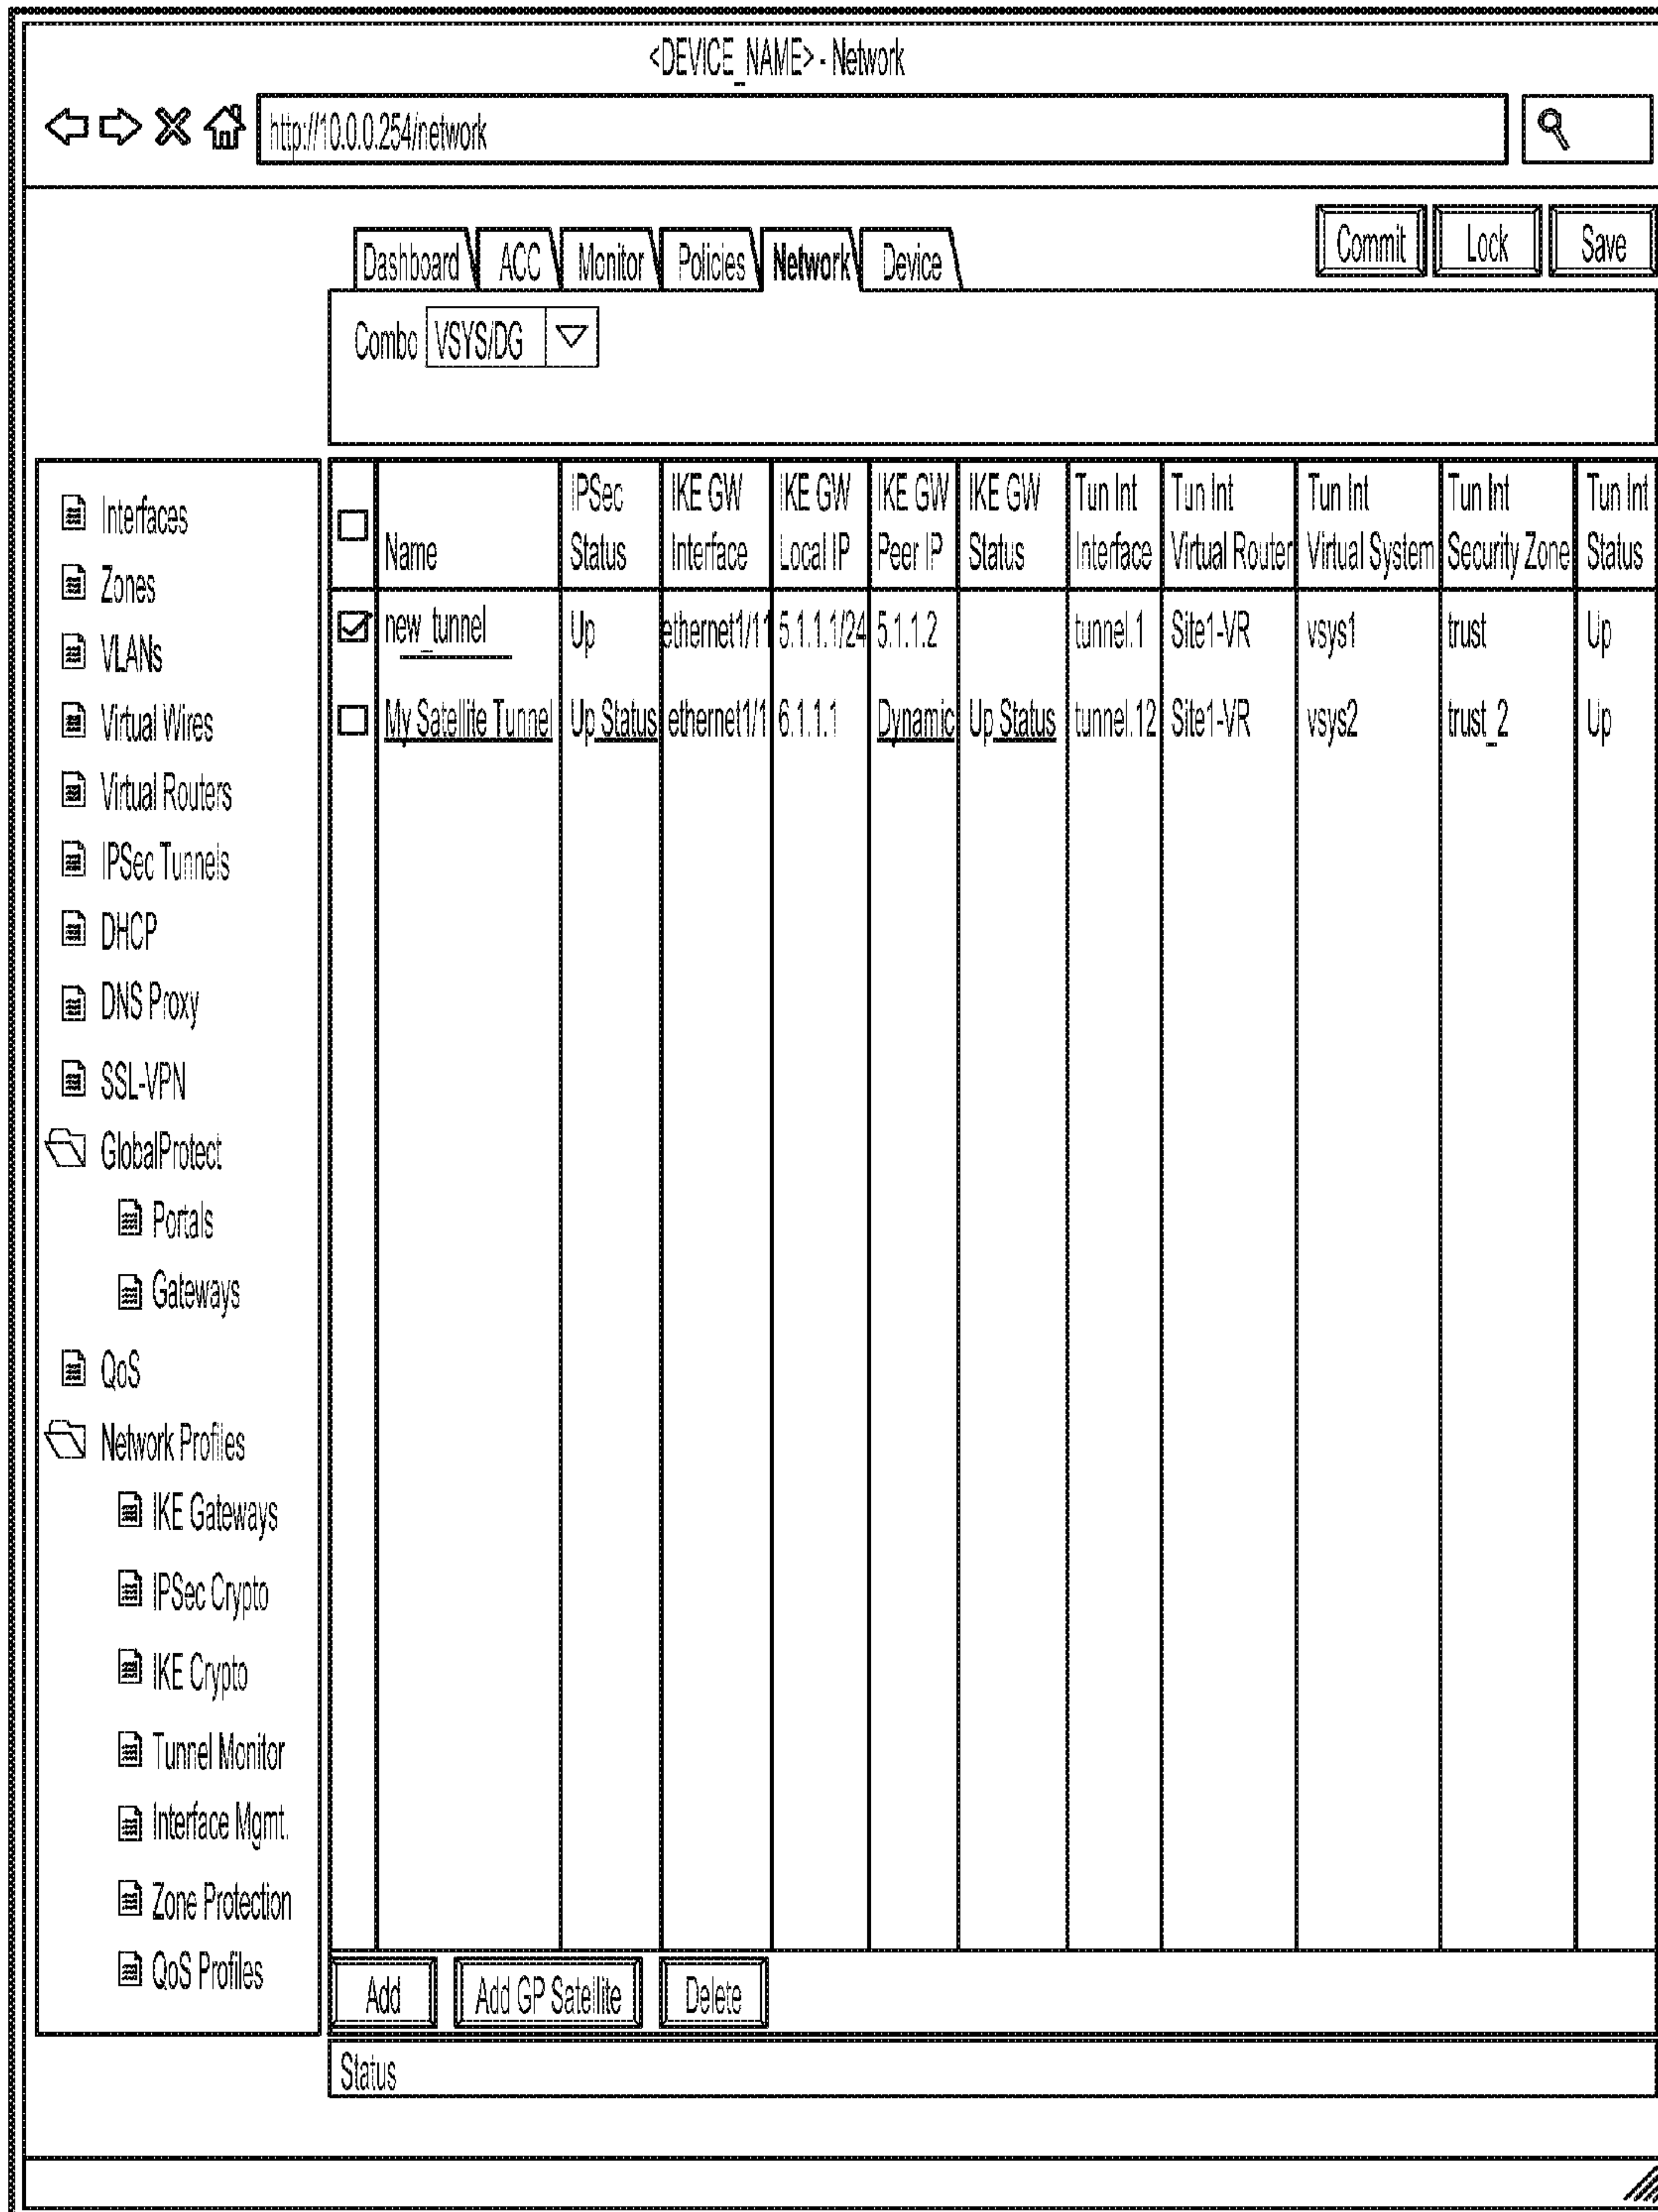 <DEVICE_NAME> - Network
http://10.0.0.254/network
Commit Lock Save
Dashboard ACC Monitor Policies Network Device
Combo VSYS/DG
Interfaces
Zones
VLANs
Virtual Wires
Virtual Routers
IPSec Tunnels
DHCP
DNS Proxy
SSL-VPN
GlobalProtect
Portals
Gateways
QoS
Network Profiles
IKE Gateways
IPSec Crypto
IKE Crypto
Tunnel Monitor
Interface Mgmt.
Zone Protection
QoS Profiles
IPSec IKE GW IKE GW IKE GW IKE GW Tun Int Tun Int Tun Int Tun Int Tun Int
Name Status Interface Local IP Peer IP Status Interface Virtual Router Virtual System Security Zone Status
new_tunnel Up ethernet1/11 5.1.1.1/24 5.1.1.2 tunnel.1 Site1-VR vsys1 trust Up
My Satellite Tunnel Up Status ethernet1/1 6.1.1.1 Dynamic Up Status tunnel.12 Site1-VR vsys2 trust_2 Up
Add Add GP Satellite Delete
Status